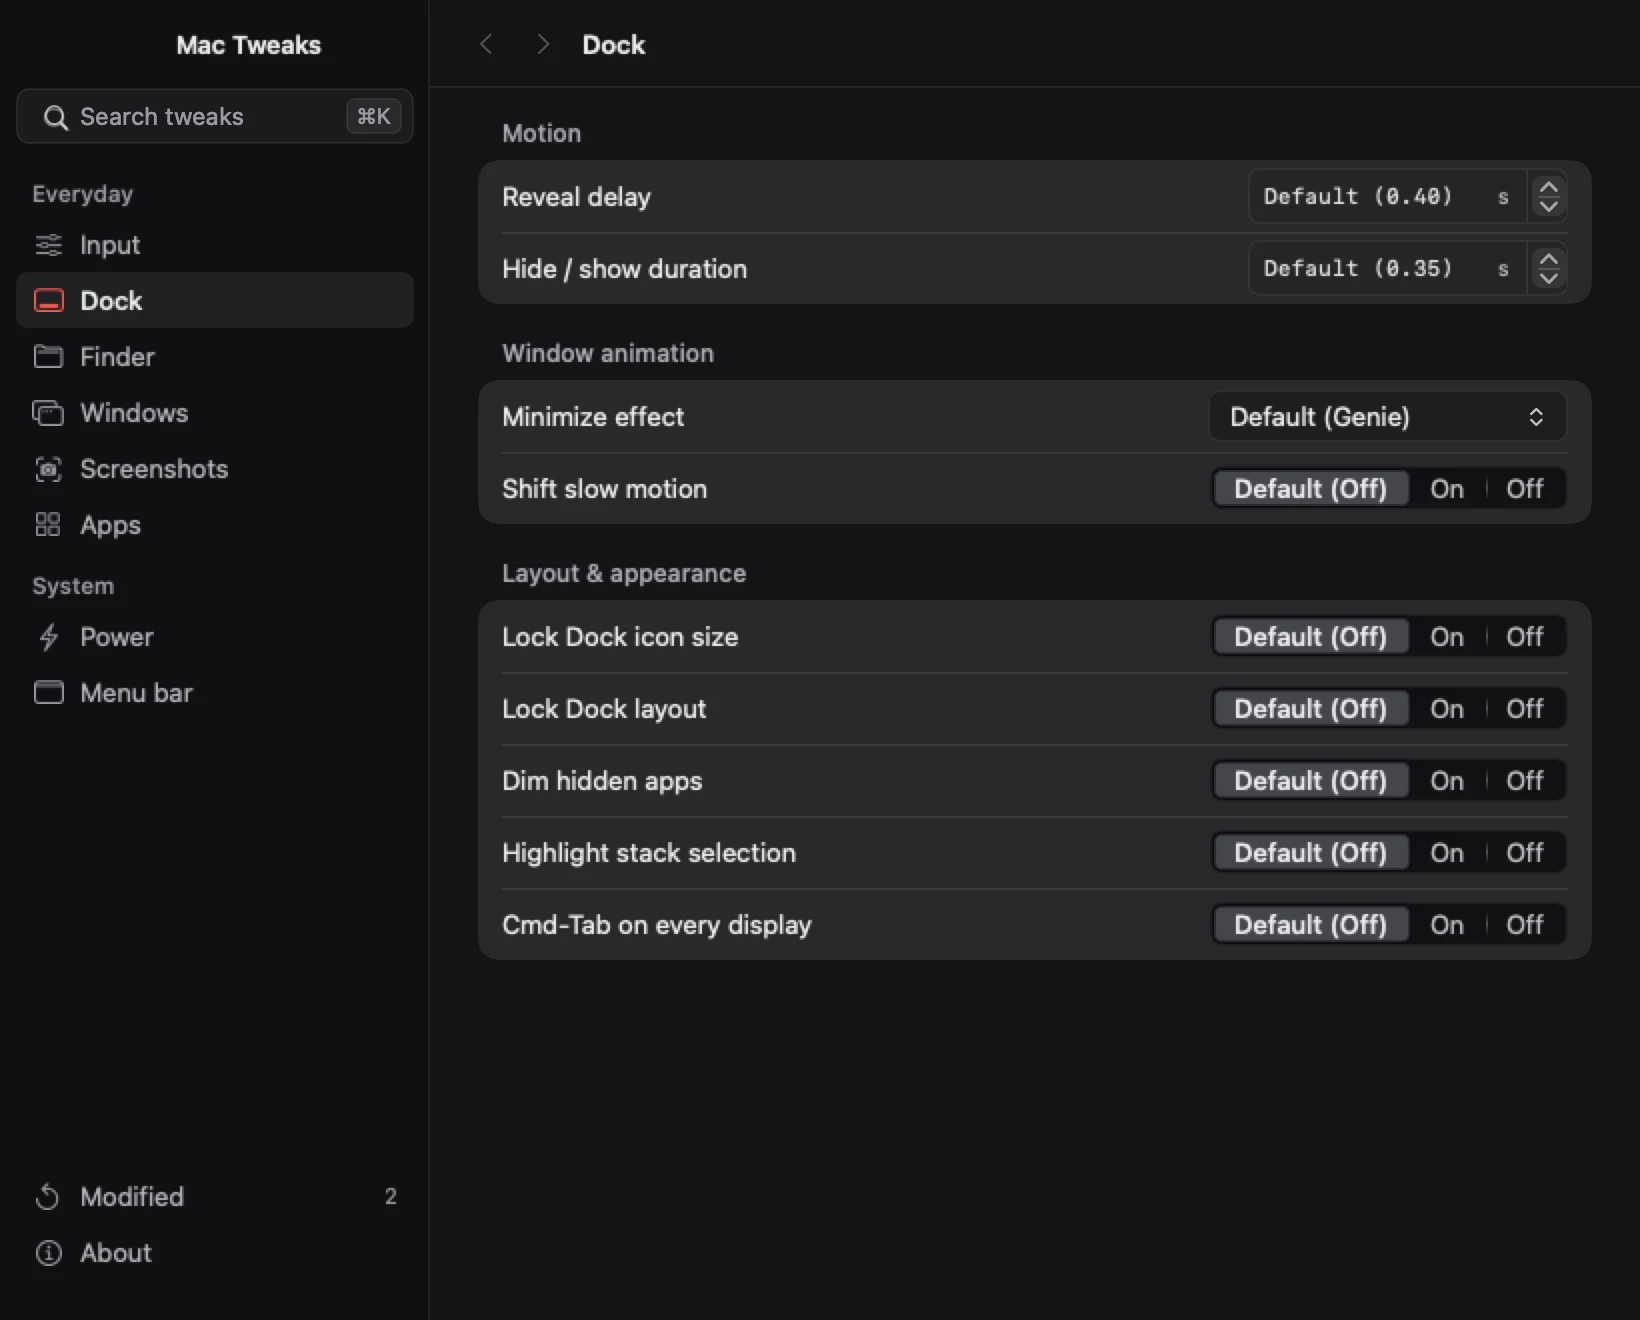 Mac Tweaks
Search tweaks ⌘K
Everyday
Input
Dock
Finder
Windows
Screenshots
Apps
System
Power
Menu bar
Modified 2
About
Dock
Motion
Reveal delay Default (0.40) s
Hide / show duration Default (0.35) s
Window animation
Minimize effect Default (Genie)
Shift slow motion Default (Off) On Off
Layout & appearance
Lock Dock icon size Default (Off) On Off
Lock Dock layout Default (Off) On Off
Dim hidden apps Default (Off) On Off
Highlight stack selection Default (Off) On Off
Cmd-Tab on every display Default (Off) On Off